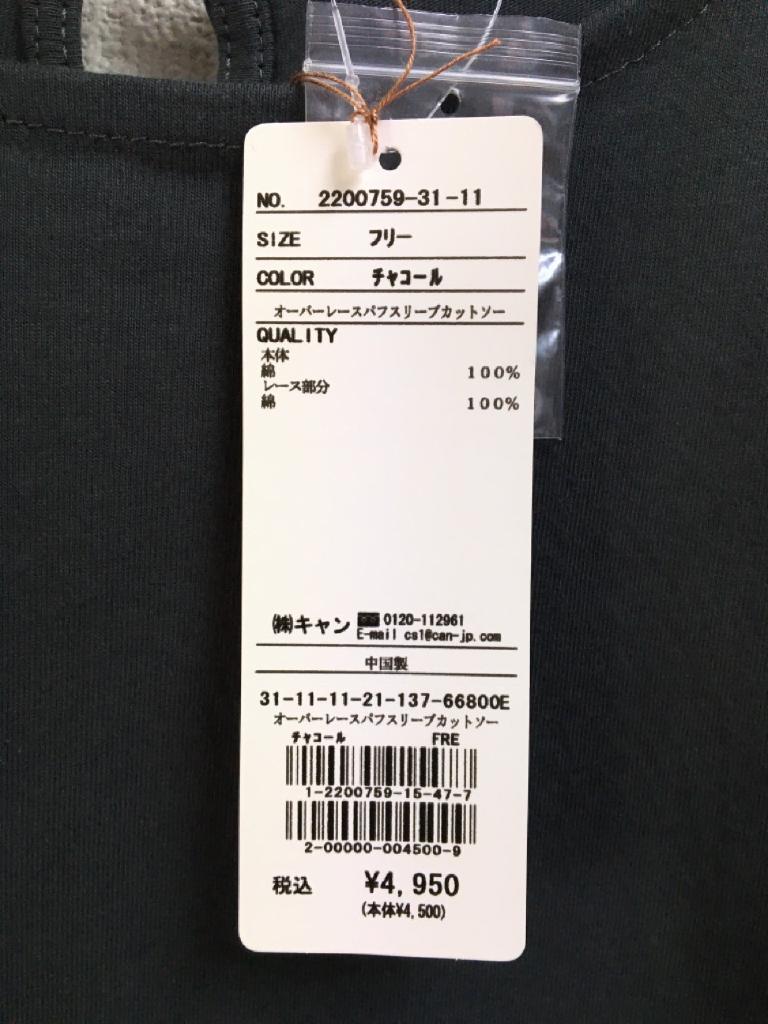 NO. 2200759-31-11
SIZE フリー
COLOR チャコール
オーバーレースパフスリーブカットソー
QUALITY
本体
綿 100%
レース部分
綿 100%
㈱キャン 0120-112961
E-mail cs1@can-jp.com
中国製
31-11-11-21-137-66800E
オーバーレースパフスリーブカットソー
チャコール FRE
1-2200759-15-47-7
2-00000-004500-9
税込 ¥4,950
(本体¥4,500)